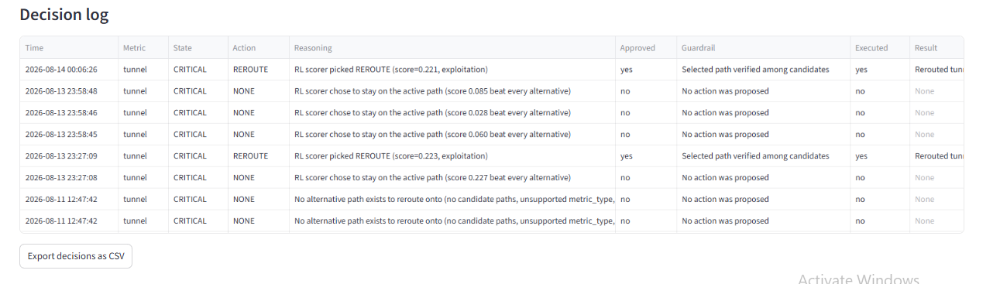 Decision log
Time Metric State Action Reasoning Approved Guardrail Executed Result
2026-08-14 00:06:26 tunnel CRITICAL REROUTE RL scorer picked REROUTE (score=0.221, exploitation) yes Selected path verified among candidates yes Rerouted tun
2026-08-13 23:58:48 tunnel CRITICAL NONE RL scorer chose to stay on the active path (score 0.085 beat every alternative) no No action was proposed no None
2026-08-13 23:58:46 tunnel CRITICAL NONE RL scorer chose to stay on the active path (score 0.028 beat every alternative) no No action was proposed no None
2026-08-13 23:58:45 tunnel CRITICAL NONE RL scorer chose to stay on the active path (score 0.060 beat every alternative) no No action was proposed no None
2026-08-13 23:27:09 tunnel CRITICAL REROUTE RL scorer picked REROUTE (score=0.223, exploitation) yes Selected path verified among candidates yes Rerouted tun
2026-08-13 23:27:08 tunnel CRITICAL NONE RL scorer chose to stay on the active path (score 0.227 beat every alternative) no No action was proposed no None
2026-08-11 12:47:42 tunnel CRITICAL NONE No alternative path exists to reroute onto (no candidate paths, unsupported metric_type, no No action was proposed no None
2026-08-11 12:47:42 tunnel CRITICAL NONE No alternative path exists to reroute onto (no candidate paths, unsupported metric_type, no No action was proposed no None
Export decisions as CSV
Activate Windows